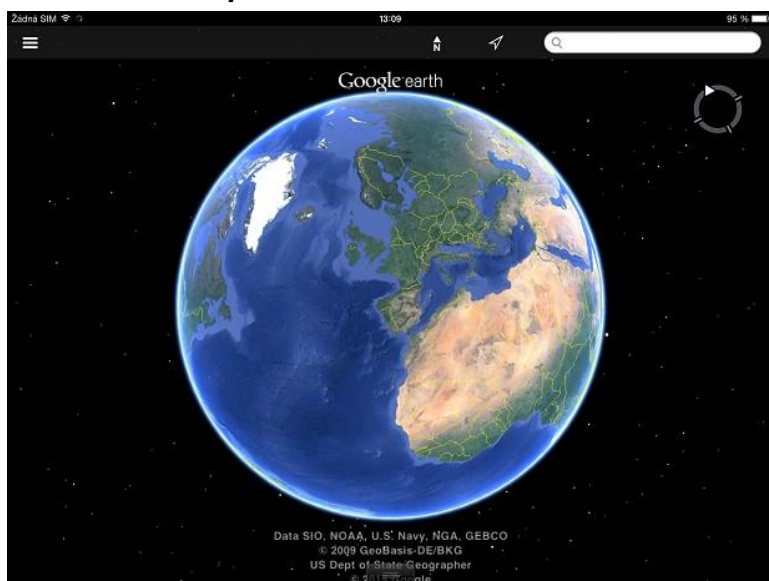 Žádná SIM 13:09 95 %
N
Google earth
Data SIO, NOAA, U.S. Navy, NGA, GEBCO
© 2009 GeoBasis-DE/BKG
US Dept of State Geographer